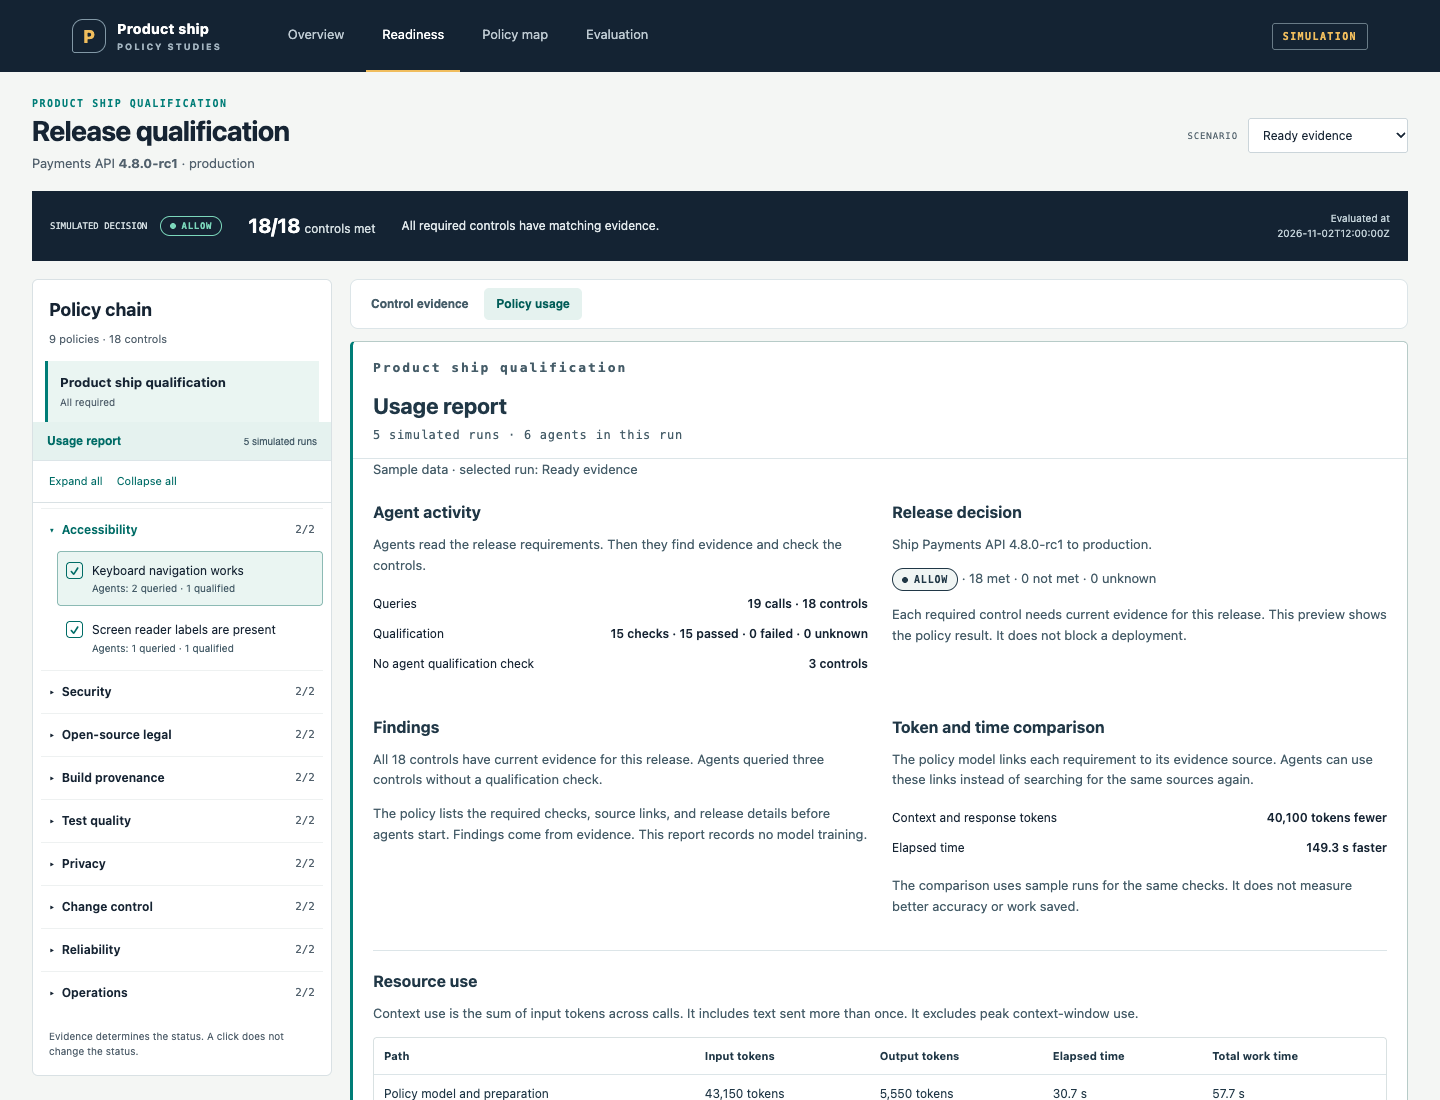 P
Product ship
POLICY STUDIES
Overview
Readiness
Policy map
Evaluation
SIMULATION
PRODUCT SHIP QUALIFICATION
Release qualification
Payments API 4.8.0-rc1 · production
SCENARIO
Ready evidence
SIMULATED DECISION
ALLOW
18/18 controls met
All required controls have matching evidence.
Evaluated at
2026-11-02T12:00:00Z
Policy chain
9 policies · 18 controls
Product ship qualification
All required
Usage report
5 simulated runs
Expand all
Collapse all
Accessibility 2/2
Keyboard navigation works
Agents: 2 queried · 1 qualified
Screen reader labels are present
Agents: 1 queried · 1 qualified
Security 2/2
Open-source legal 2/2
Build provenance 2/2
Test quality 2/2
Privacy 2/2
Change control 2/2
Reliability 2/2
Operations 2/2
Evidence determines the status. A click does not
change the status.
Control evidence
Policy usage
Product ship qualification
Usage report
5 simulated runs · 6 agents in this run
Sample data · selected run: Ready evidence
Agent activity
Agents read the release requirements. Then they find evidence and check the
controls.
Queries 19 calls · 18 controls
Qualification 15 checks · 15 passed · 0 failed · 0 unknown
No agent qualification check 3 controls
Release decision
Ship Payments API 4.8.0-rc1 to production.
ALLOW · 18 met · 0 not met · 0 unknown
Each required control needs current evidence for this release. This preview shows
the policy result. It does not block a deployment.
Findings
All 18 controls have current evidence for this release. Agents queried three
controls without a qualification check.
The policy lists the required checks, source links, and release details before
agents start. Findings come from evidence. This report records no model training.
Token and time comparison
The policy model links each requirement to its evidence source. Agents can use
these links instead of searching for the same sources again.
Context and response tokens 40,100 tokens fewer
Elapsed time 149.3 s faster
The comparison uses sample runs for the same checks. It does not measure
better accuracy or work saved.
Resource use
Context use is the sum of input tokens across calls. It includes text sent more than once. It excludes peak context-window use.
Path Input tokens Output tokens Elapsed time Total work time
Policy model and preparation 43,150 tokens 5,550 tokens 30.7 s 57.7 s